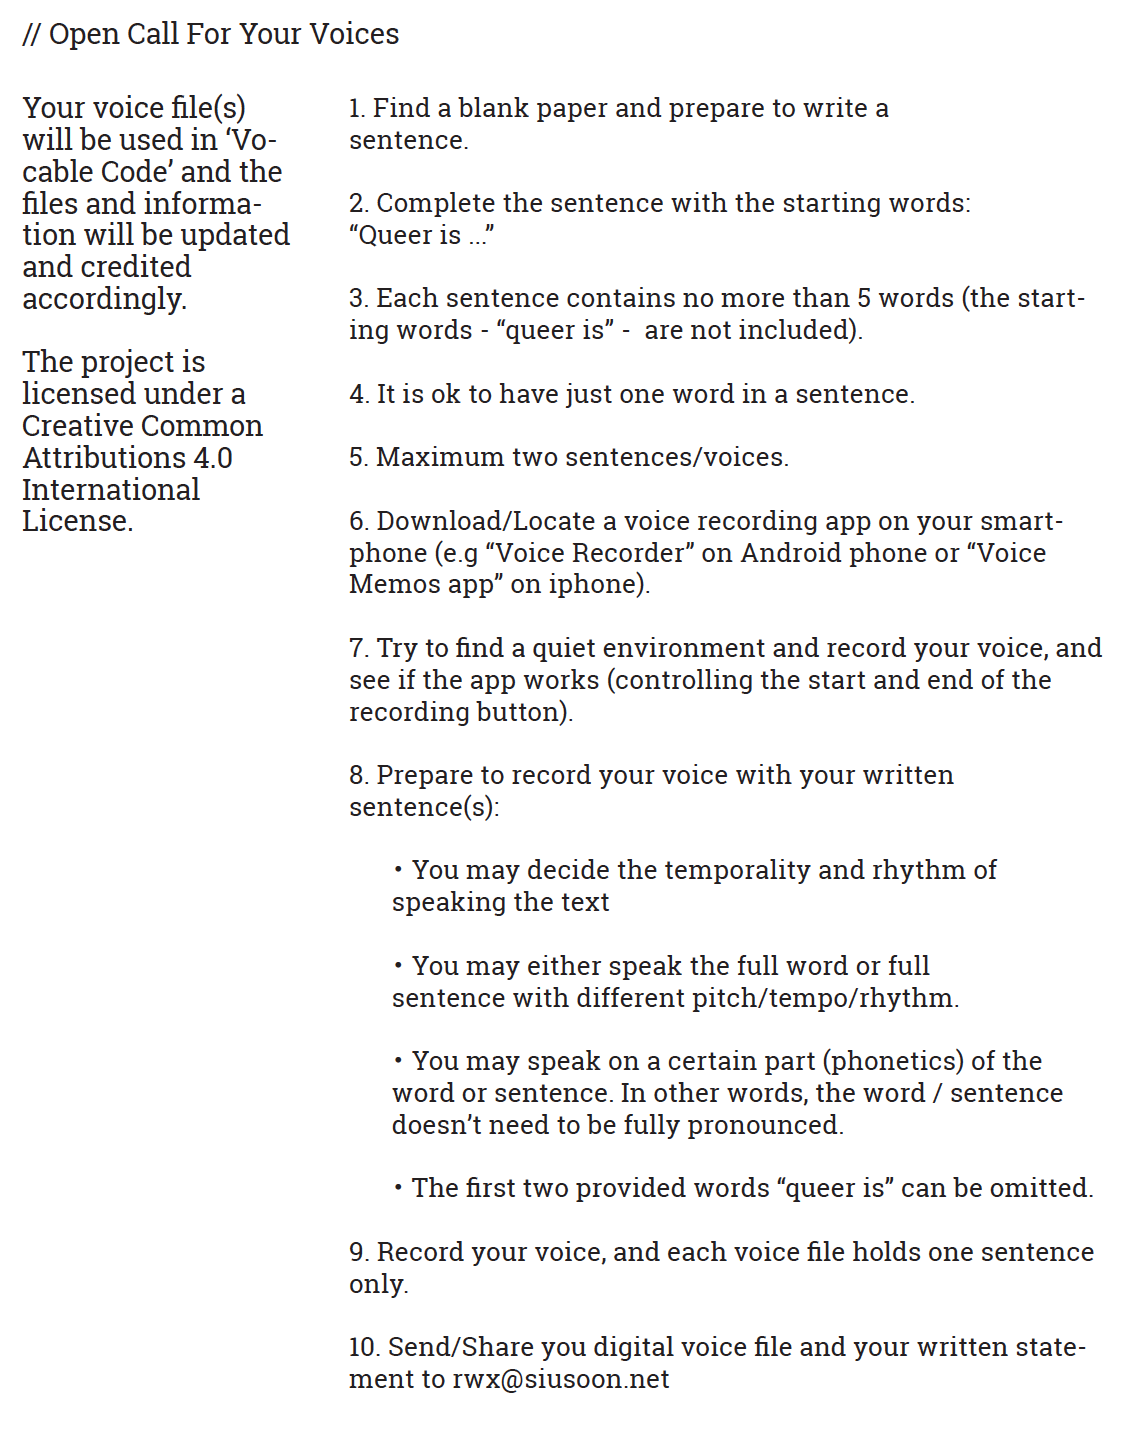 // Open Call For Your Voices
Your voice file(s)
will be used in ‘Vo-
cable Code’ and the
files and informa-
tion will be updated
and credited
accordingly.
The project is
licensed under a
Creative Common
Attributions 4.0
International
License.
1. Find a blank paper and prepare to write a
sentence.
2. Complete the sentence with the starting words:
“Queer is ...”
3. Each sentence contains no more than 5 words (the start-
ing words - “queer is” -  are not included).
4. It is ok to have just one word in a sentence.
5. Maximum two sentences/voices.
6. Download/Locate a voice recording app on your smart-
phone (e.g “Voice Recorder” on Android phone or “Voice
Memos app” on iphone).
7. Try to find a quiet environment and record your voice, and
see if the app works (controlling the start and end of the
recording button).
8. Prepare to record your voice with your written
sentence(s):
• You may decide the temporality and rhythm of
speaking the text
• You may either speak the full word or full
sentence with different pitch/tempo/rhythm.
• You may speak on a certain part (phonetics) of the
word or sentence. In other words, the word / sentence
doesn’t need to be fully pronounced.
• The first two provided words “queer is” can be omitted.
9. Record your voice, and each voice file holds one sentence
only.
10. Send/Share you digital voice file and your written state-
ment to rwx@siusoon.net